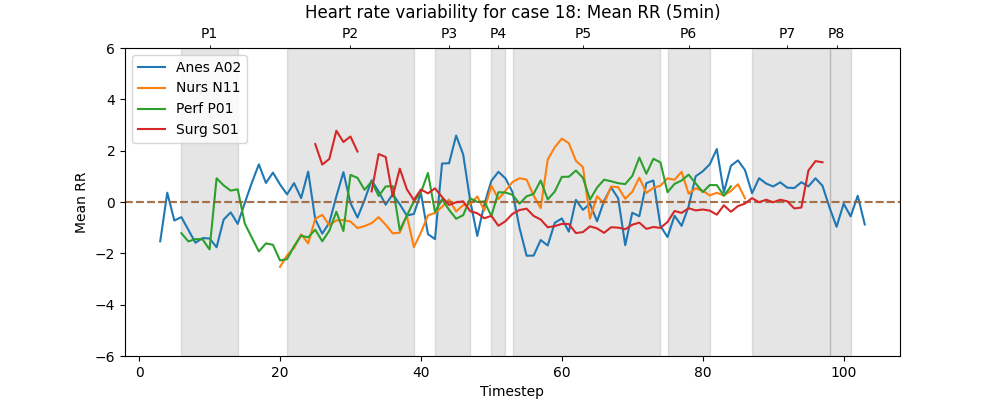 Heart rate variability for case 18: Mean RR (5min)
P1 P2 P3 P4 P5 P6 P7 P8
6
4
2
0
−2
−4
−6
Mean RR
Anes A02
Nurs N11
Perf P01
Surg S01
0 20 40 60 80 100
Timestep